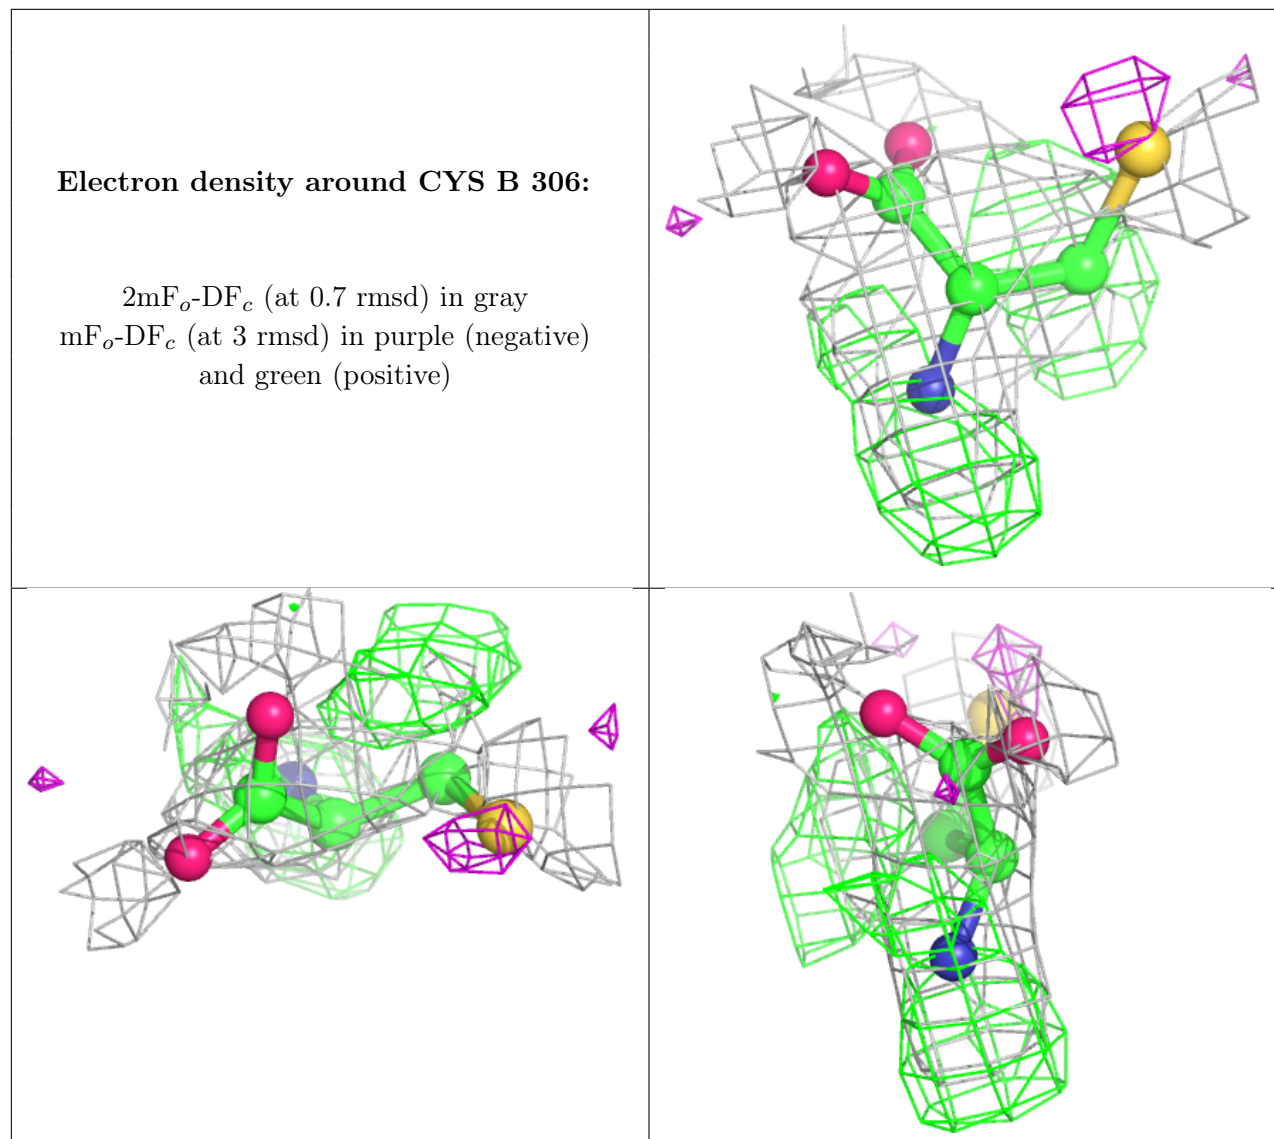 Electron density around CYS B 306:
2mFo-DFc (at 0.7 rmsd) in gray
mFo-DFc (at 3 rmsd) in purple (negative)
and green (positive)